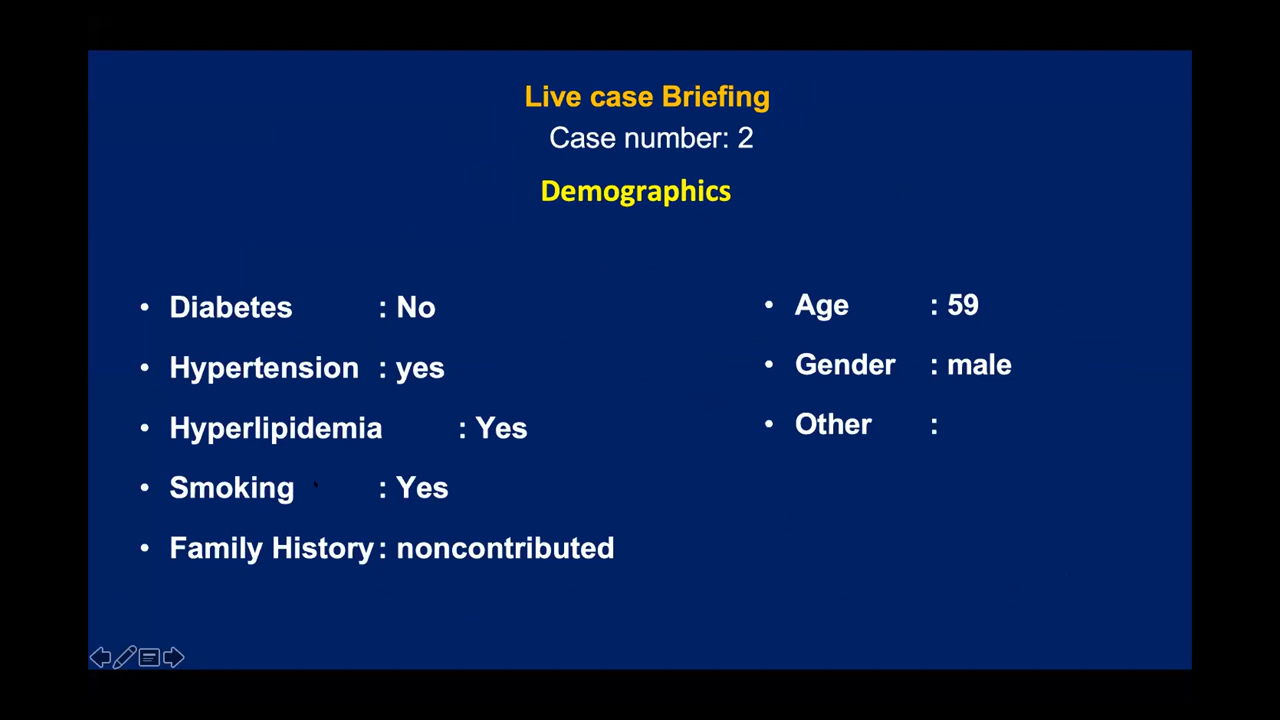 Live case Briefing
Case number: 2
Demographics
• Diabetes : No
• Hypertension : yes
• Hyperlipidemia : Yes
• Smoking : Yes
• Family History : noncontributed
• Age : 59
• Gender : male
• Other :